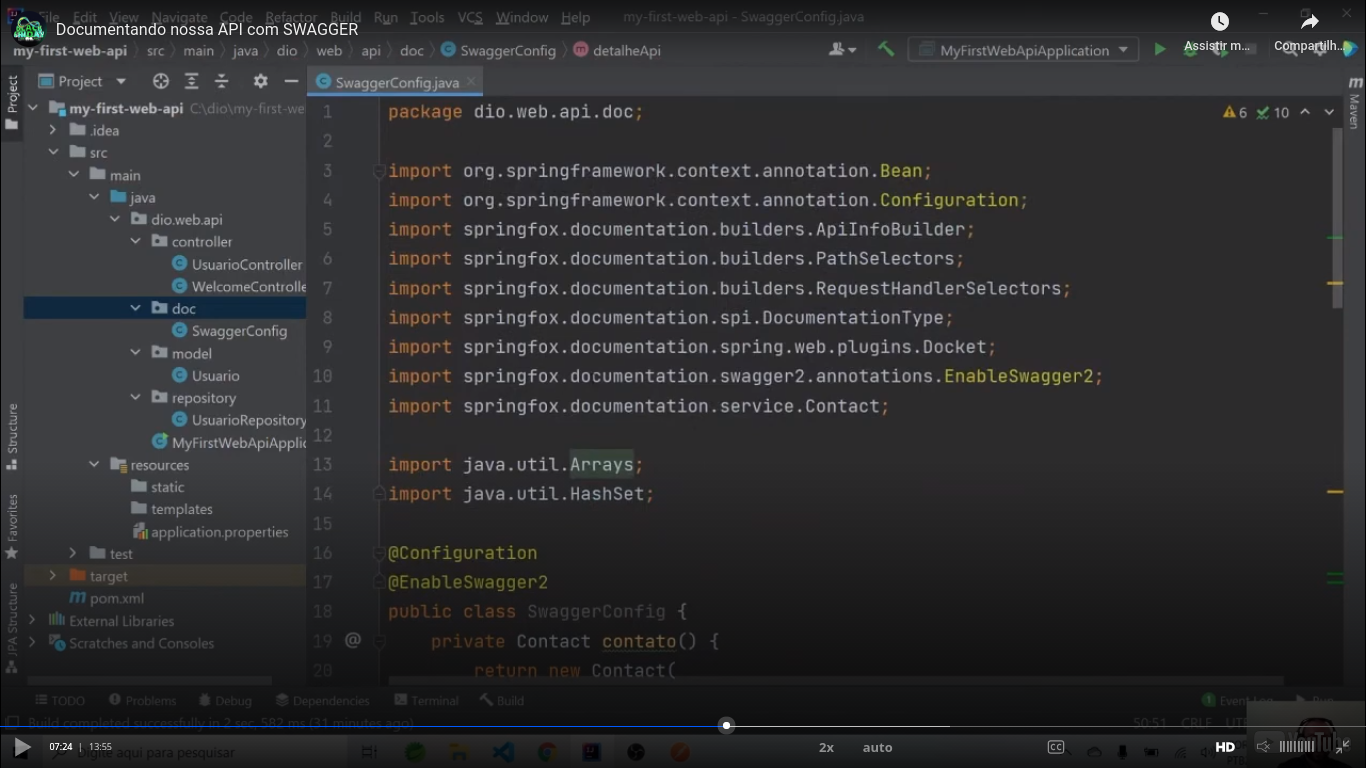 File Edit View Navigate Code Refactor Build Run Tools VCS Window Help my-first-web-api - SwaggerConfig.java
Documentando nossa API com SWAGGER
Assistir m... Compartilh...
my-first-web-api src main java dio web api doc SwaggerConfig detalheApi MyFirstWebApiApplication
Project
SwaggerConfig.java
Project
Structure
Favorites
JPA Structure
my-first-web-api C:\dio\my-first-we
.idea
src
main
java
dio.web.api
controller
UsuarioController
WelcomeControlle
doc
SwaggerConfig
model
Usuario
repository
UsuarioRepository
MyFirstWebApiApplic
resources
static
templates
application.properties
test
target
pom.xml
External Libraries
Scratches and Consoles
6 10
m
Maven
1 package dio.web.api.doc;
2
3 import org.springframework.context.annotation.Bean;
4 import org.springframework.context.annotation.Configuration;
5 import springfox.documentation.builders.ApiInfoBuilder;
6 import springfox.documentation.builders.PathSelectors;
7 import springfox.documentation.builders.RequestHandlerSelectors;
8 import springfox.documentation.spi.DocumentationType;
9 import springfox.documentation.spring.web.plugins.Docket;
10 import springfox.documentation.swagger2.annotations.EnableSwagger2;
11 import springfox.documentation.service.Contact;
12
13 import java.util.Arrays;
14 import java.util.HashSet;
15
16 @Configuration
17 @EnableSwagger2
18 public class SwaggerConfig {
19 @ private Contact contato() {
20 return new Contact(
TODO Problems Debug Spring Dependencies Terminal Build 1 Event Log Run
Build completed successfully in 2 sec, 582 ms (31 minutes ago) 50:51 CRLF
07:24 | 13:55 2x auto CC HD
Digite aqui para pesquisar
YouTube